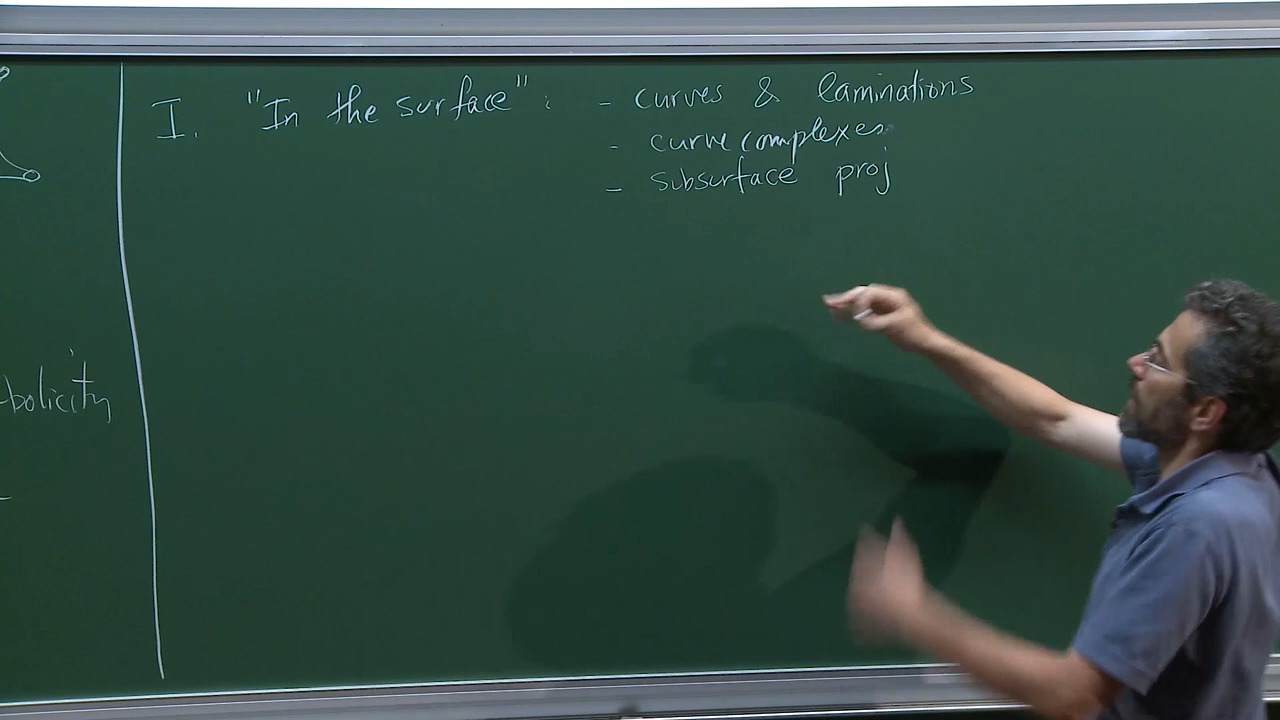 I. "In the surface": - curves & laminations
- curve complexes
- subsurface proj
bolicity